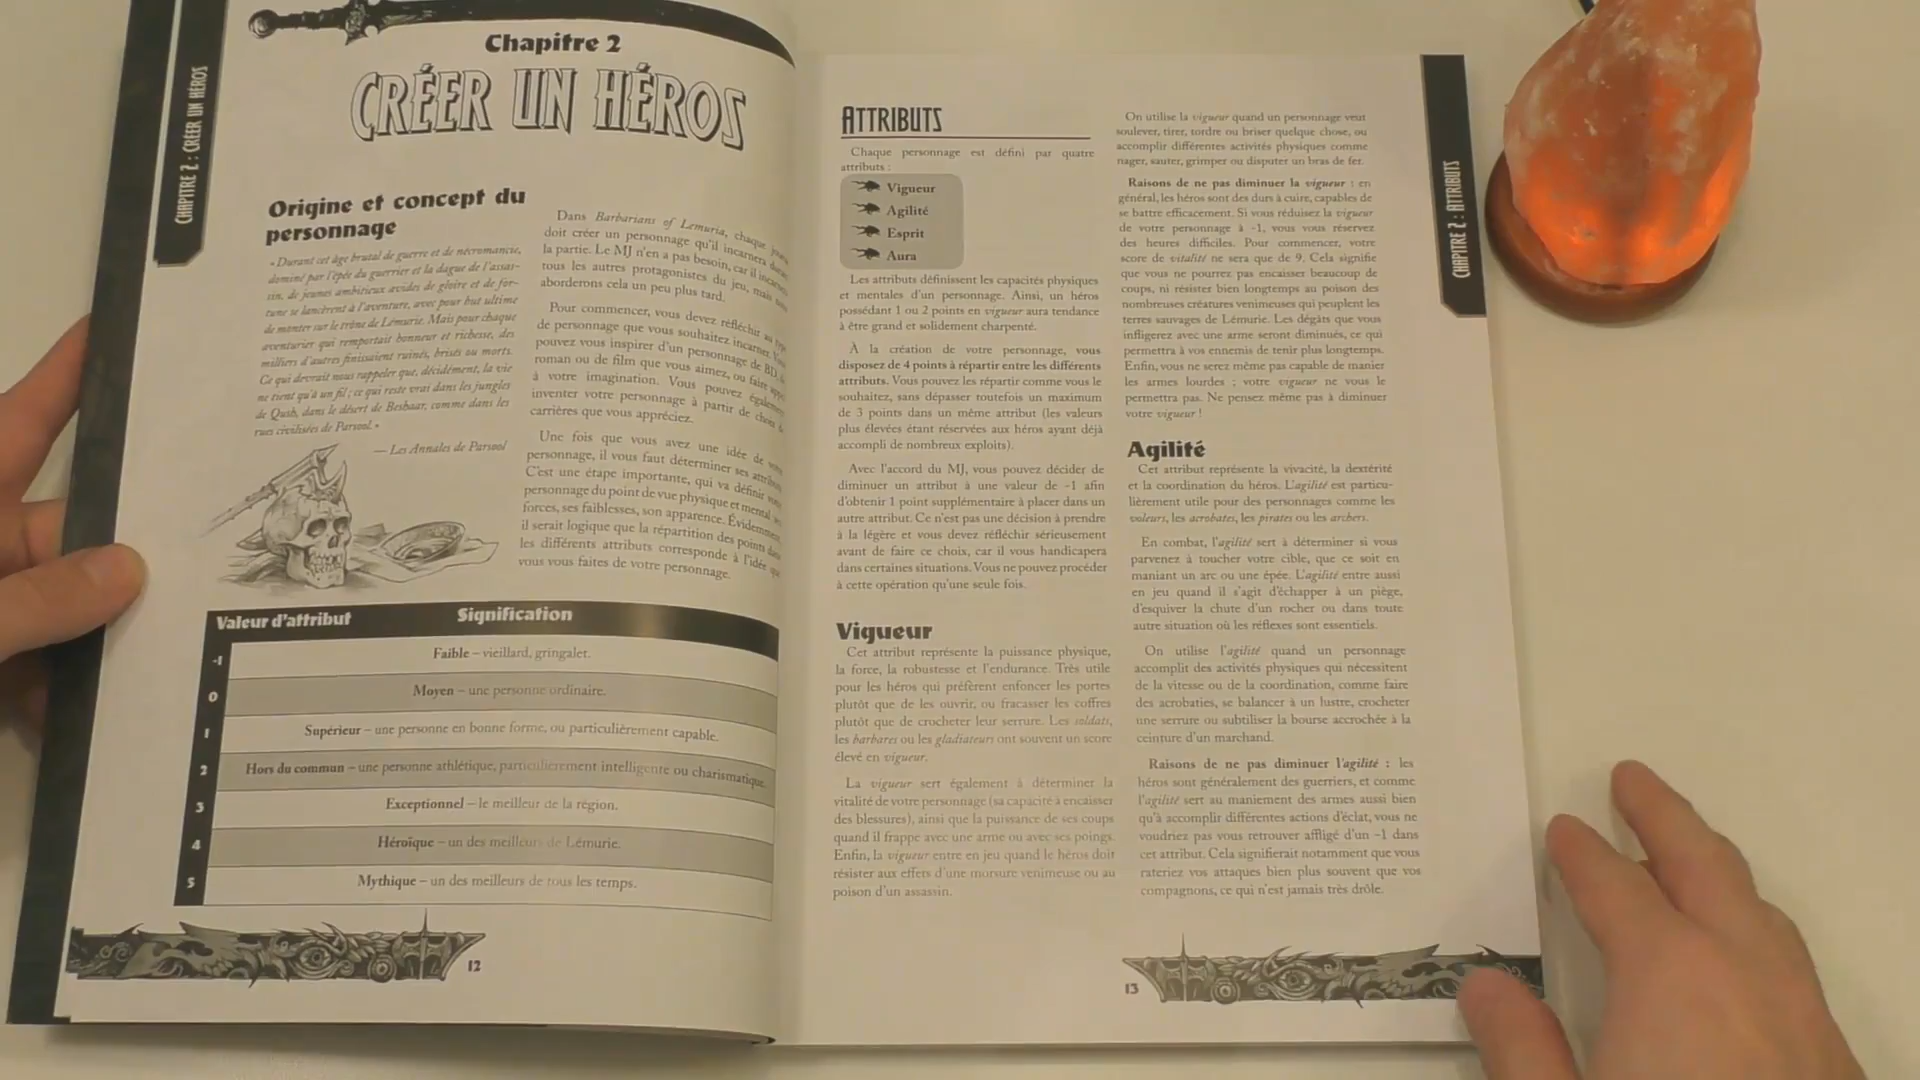 CHAPITRE 2 : CRÉER UN HÉROS
Chapitre 2
CRÉER UN HÉROS
Origine et concept du
personnage
« Durant cet âge brutal de guerre et de nécromancie,
dominé par l'épée du guerrier et la dague de l'assas-
sin, de jeunes ambitieux avides de gloire et de for-
tune se lancèrent à l'aventure, avec pour but ultime
de monter sur le trône de Lémurie. Mais pour chaque
aventurier qui remportait honneur et richesse, des
milliers d'autres finissaient ruinés, brisés ou morts.
Ce qui devrait nous rappeler que, décidément, la vie
ne tient qu'à un fil ; ce qui reste vrai dans les jungles
de Qush, dans le désert de Beshaar, comme dans les
rues civilisées de Parsool. »
— Les Annales de Parsool
Dans Barbarians of Lemuria, chaque
doit créer un personnage qu'il incarnera
la partie. Le MJ n'en a pas besoin, car il
tous les autres protagonistes du jeu, mais
aborderons cela un peu plus tard.
Pour commencer, vous devez réfléchir au
de personnage que vous souhaitez incarner.
pouvez vous inspirer d'un personnage de BD,
roman ou de film que vous aimez, ou faire
à votre imagination. Vous pouvez également
inventer votre personnage à partir de
carrières que vous appréciez.
Une fois que vous avez une idée de
personnage, il vous faut déterminer ses
C'est une étape importante, qui va définir
personnage du point de vue physique et mental
forces, ses faiblesses, son apparence. Évidemment,
il serait logique que la répartition des points
les différents attributs corresponde à l'idée que
vous vous faites de votre personnage.
Valeur d'attribut Signification
-1 Faible – vieillard, gringalet.
0 Moyen – une personne ordinaire.
1 Supérieur – une personne en bonne forme, ou particulièrement capable.
2 Hors du commun – une personne athlétique, particulièrement intelligente ou charismatique.
3 Exceptionnel – le meilleur de la région.
4 Héroïque – un des meilleurs de Lémurie.
5 Mythique – un des meilleurs de tous les temps.
12
ATTRIBUTS
Chaque personnage est défini par quatre
attributs :
Vigueur
Agilité
Esprit
Aura
Les attributs définissent les capacités physiques
et mentales d'un personnage. Ainsi, un héros
possédant 1 ou 2 points en vigueur aura tendance
à être grand et solidement charpenté.
À la création de votre personnage, vous
disposez de 4 points à répartir entre les différents
attributs. Vous pouvez les répartir comme vous le
souhaitez, sans dépasser toutefois un maximum
de 3 points dans un même attribut (les valeurs
plus élevées étant réservées aux héros ayant déjà
accompli de nombreux exploits).
Avec l'accord du MJ, vous pouvez décider de
diminuer un attribut à une valeur de -1 afin
d'obtenir 1 point supplémentaire à placer dans un
autre attribut. Ce n'est pas une décision à prendre
à la légère et vous devez réfléchir sérieusement
avant de faire ce choix, car il vous handicapera
dans certaines situations. Vous ne pouvez procéder
à cette opération qu'une seule fois.
Vigueur
Cet attribut représente la puissance physique,
la force, la robustesse et l'endurance. Très utile
pour les héros qui préfèrent enfoncer les portes
plutôt que de les ouvrir, ou fracasser les coffres
plutôt que de crocheter leur serrure. Les soldats,
les barbares ou les gladiateurs ont souvent un score
élevé en vigueur.
La vigueur sert également à déterminer la
vitalité de votre personnage (sa capacité à encaisser
des blessures), ainsi que la puissance de ses coups
quand il frappe avec une arme ou avec ses poings.
Enfin, la vigueur entre en jeu quand le héros doit
résister aux effets d'une morsure venimeuse ou au
poison d'un assassin.
On utilise la vigueur quand un personnage veut
soulever, tirer, tordre ou briser quelque chose, ou
accomplir différentes activités physiques comme
nager, sauter, grimper ou disputer un bras de fer.
Raisons de ne pas diminuer la vigueur : en
général, les héros sont des durs à cuire, capables de
se battre efficacement. Si vous réduisez la vigueur
de votre personnage à -1, vous vous réservez
des heures difficiles. Pour commencer, votre
score de vitalité ne sera que de 9. Cela signifie
que vous ne pourrez pas encaisser beaucoup de
coups, ni résister bien longtemps au poison des
nombreuses créatures venimeuses qui peuplent les
terres sauvages de Lémurie. Les dégâts que vous
infligerez avec une arme seront diminués, ce qui
permettra à vos ennemis de tenir plus longtemps.
Enfin, vous ne serez même pas capable de manier
les armes lourdes ; votre vigueur ne vous le
permettra pas. Ne pensez même pas à diminuer
votre vigueur !
Agilité
Cet attribut représente la vivacité, la dextérité
et la coordination du héros. L'agilité est particu-
lièrement utile pour des personnages comme les
voleurs, les acrobates, les pirates ou les archers.
En combat, l'agilité sert à déterminer si vous
parvenez à toucher votre cible, que ce soit en
maniant un arc ou une épée. L'agilité entre aussi
en jeu quand il s'agit d'échapper à un piège,
d'esquiver la chute d'un rocher ou dans toute
autre situation où les réflexes sont essentiels.
On utilise l'agilité quand un personnage
accomplit des activités physiques qui nécessitent
de la vitesse ou de la coordination, comme faire
des acrobaties, se balancer à un lustre, crocheter
une serrure ou subtiliser la bourse accrochée à la
ceinture d'un marchand.
Raisons de ne pas diminuer l'agilité : les
héros sont généralement des guerriers, et comme
l'agilité sert au maniement des armes aussi bien
qu'à accomplir différentes actions d'éclat, vous ne
voudriez pas vous retrouver affligé d'un -1 dans
cet attribut. Cela signifierait notamment que vous
rateriez vos attaques bien plus souvent que vos
compagnons, ce qui n'est jamais très drôle.
CHAPITRE 2 : ATTRIBUTS
13